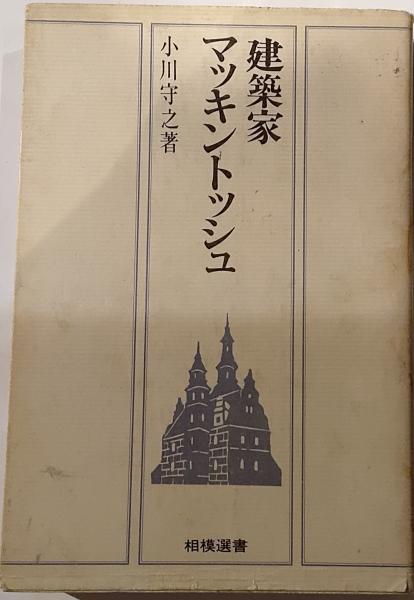 建築家
マッキントッシュ
小川守之著
相模選書